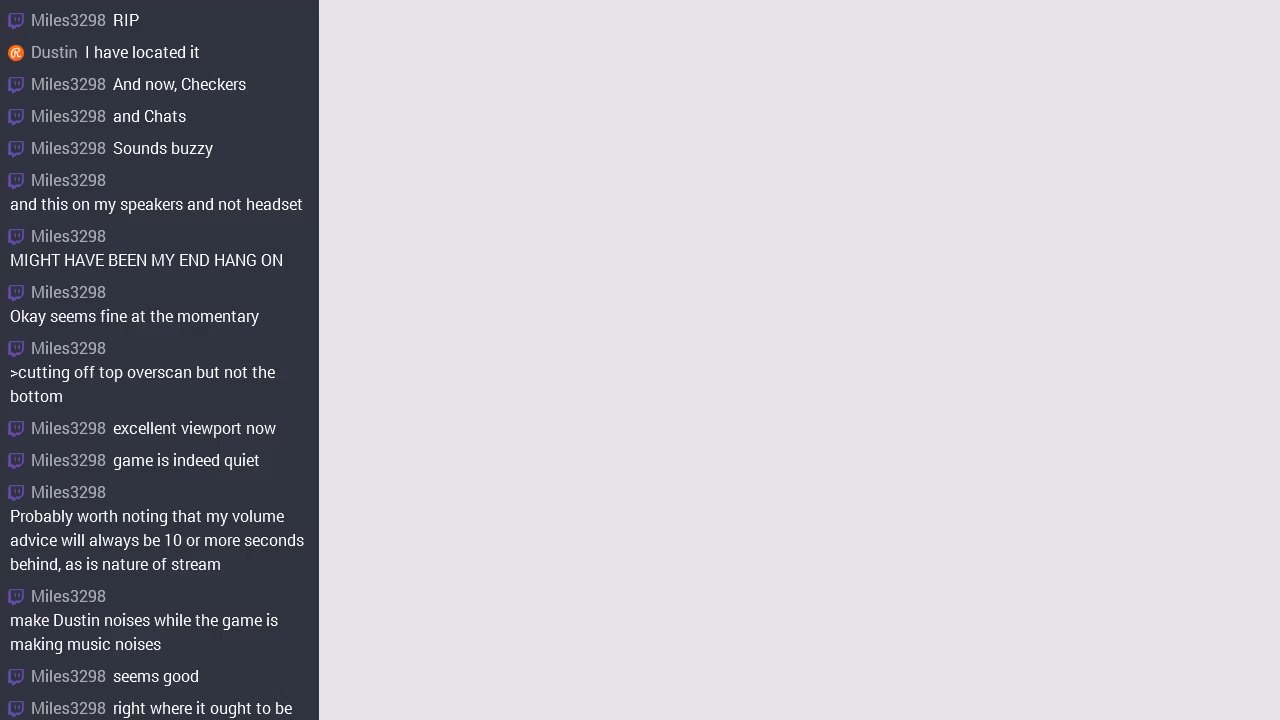 Miles3298 RIP
Dustin I have located it
Miles3298 And now, Checkers
Miles3298 and Chats
Miles3298 Sounds buzzy
Miles3298
and this on my speakers and not headset
Miles3298
MIGHT HAVE BEEN MY END HANG ON
Miles3298
Okay seems fine at the momentary
Miles3298
>cutting off top overscan but not the
bottom
Miles3298 excellent viewport now
Miles3298 game is indeed quiet
Miles3298
Probably worth noting that my volume
advice will always be 10 or more seconds
behind, as is nature of stream
Miles3298
make Dustin noises while the game is
making music noises
Miles3298 seems good
Miles3298 right where it ought to be